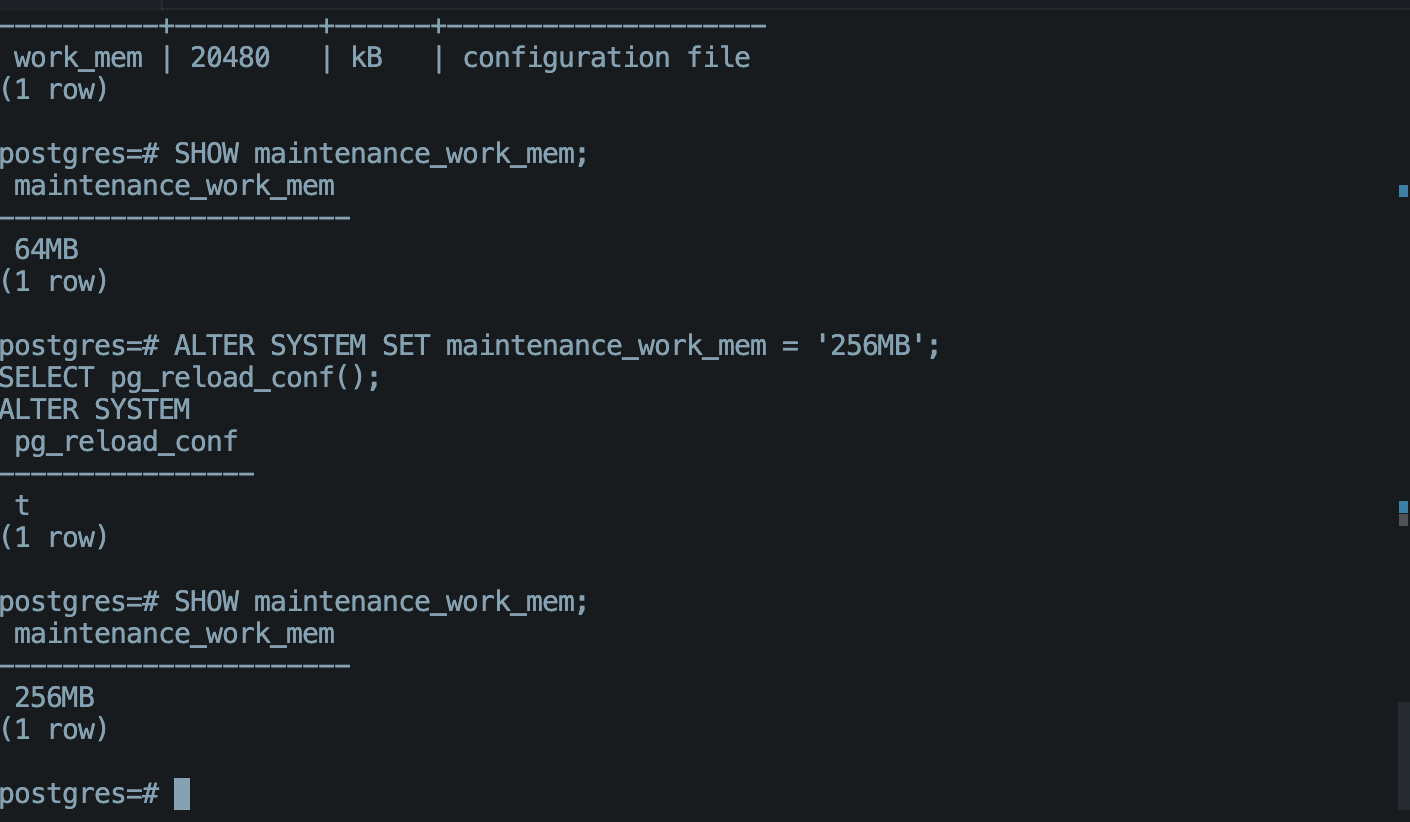 ----------+---------+------+--------------------
 work_mem | 20480   | kB   | configuration file
(1 row)

postgres=# SHOW maintenance_work_mem;
 maintenance_work_mem
----------------------
 64MB
(1 row)

postgres=# ALTER SYSTEM SET maintenance_work_mem = '256MB';
SELECT pg_reload_conf();
ALTER SYSTEM
 pg_reload_conf
----------------
 t
(1 row)

postgres=# SHOW maintenance_work_mem;
 maintenance_work_mem
----------------------
 256MB
(1 row)

postgres=#